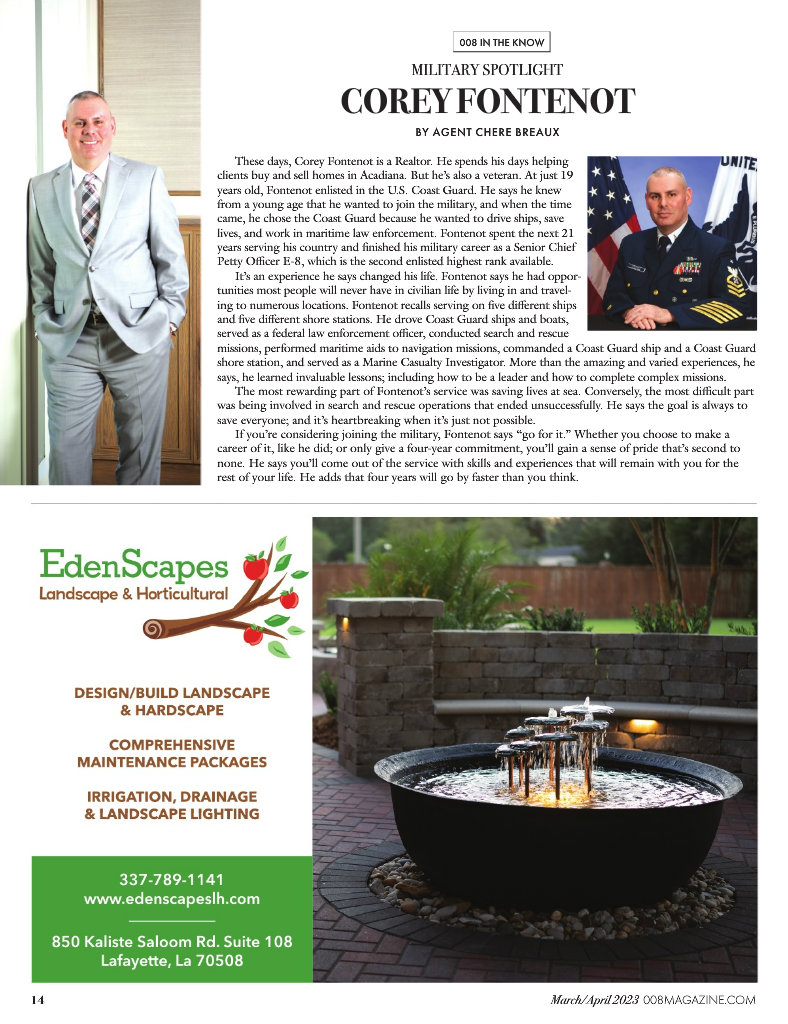 008 IN THE KNOW
MILITARY SPOTLIGHT
COREY FONTENOT
BY AGENT CHERE BREAUX
These days, Corey Fontenot is a Realtor. He spends his days helping
clients buy and sell homes in Acadiana. But he's also a veteran. At just 19
years old, Fontenot enlisted in the U.S. Coast Guard. He says he knew
from a young age that he wanted to join the military, and when the time
came, he chose the Coast Guard because he wanted to drive ships, save
lives, and work in maritime law enforcement. Fontenot spent the next 21
years serving his country and finished his military career as a Senior Chief
Petty Officer E-8, which is the second enlisted highest rank available.
It's an experience he says changed his life. Fontenot says he had oppor-
tunities most people will never have in civilian life by living in and travel-
ing to numerous locations. Fontenot recalls serving on five different ships
and five different shore stations. He drove Coast Guard ships and boats,
served as a federal law enforcement officer, conducted search and rescue
missions, performed maritime aids to navigation missions, commanded a Coast Guard ship and a Coast Guard
shore station, and served as a Marine Casualty Investigator. More than the amazing and varied experiences, he
says, he learned invaluable lessons; including how to be a leader and how to complete complex missions.
The most rewarding part of Fontenot's service was saving lives at sea. Conversely, the most difficult part
was being involved in search and rescue operations that ended unsuccessfully. He says the goal is always to
save everyone; and it's heartbreaking when it's just not possible.
If you're considering joining the military, Fontenot says “go for it.” Whether you choose to make a
career of it, like he did; or only give a four-year commitment, you'll gain a sense of pride that's second to
none. He says you'll come out of the service with skills and experiences that will remain with you for the
rest of your life. He adds that four years will go by faster than you think.
UNITE
EdenScapes
Landscape & Horticultural
DESIGN/BUILD LANDSCAPE
& HARDSCAPE
COMPREHENSIVE
MAINTENANCE PACKAGES
IRRIGATION, DRAINAGE
& LANDSCAPE LIGHTING
337-789-1141
www.edenscapeslh.com
850 Kaliste Saloom Rd. Suite 108
Lafayette, La 70508
14
March/April 2023 008MAGAZINE.COM